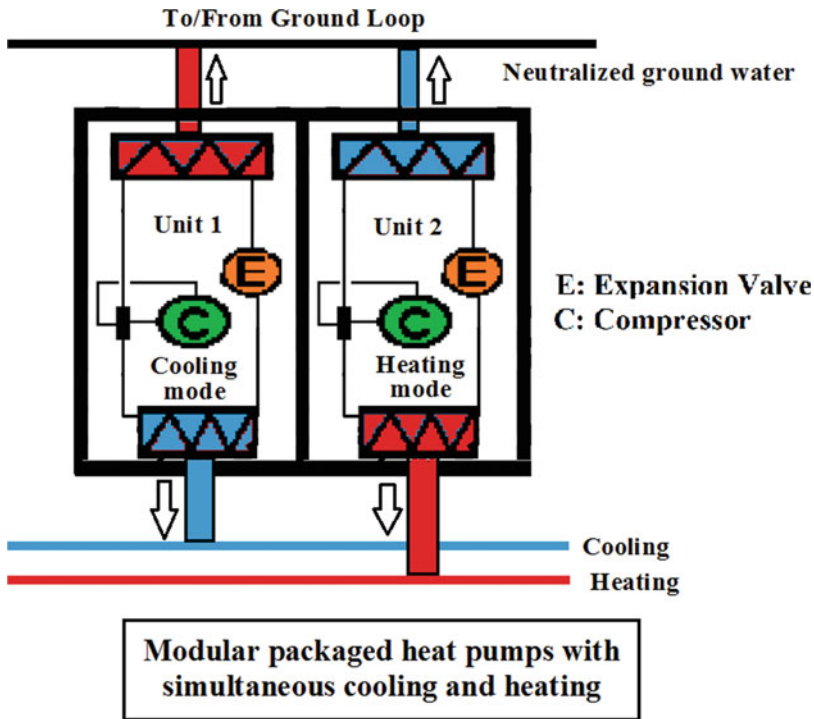 To/From Ground Loop
Neutralized ground water
Unit 1
Unit 2
E
E
E: Expansion Valve
C: Compressor
C
C
Cooling
mode
Heating
mode
Cooling
Heating
Modular packaged heat pumps with
simultaneous cooling and heating